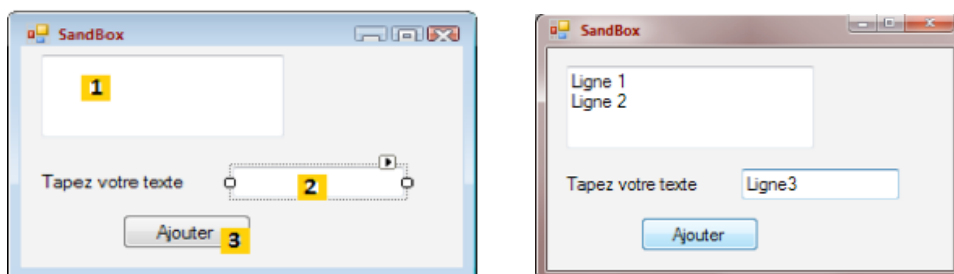 SandBox
1
Tapez votre texte
2
Ajouter
3
SandBox
Ligne 1
Ligne 2
Tapez votre texte
Ligne3
Ajouter